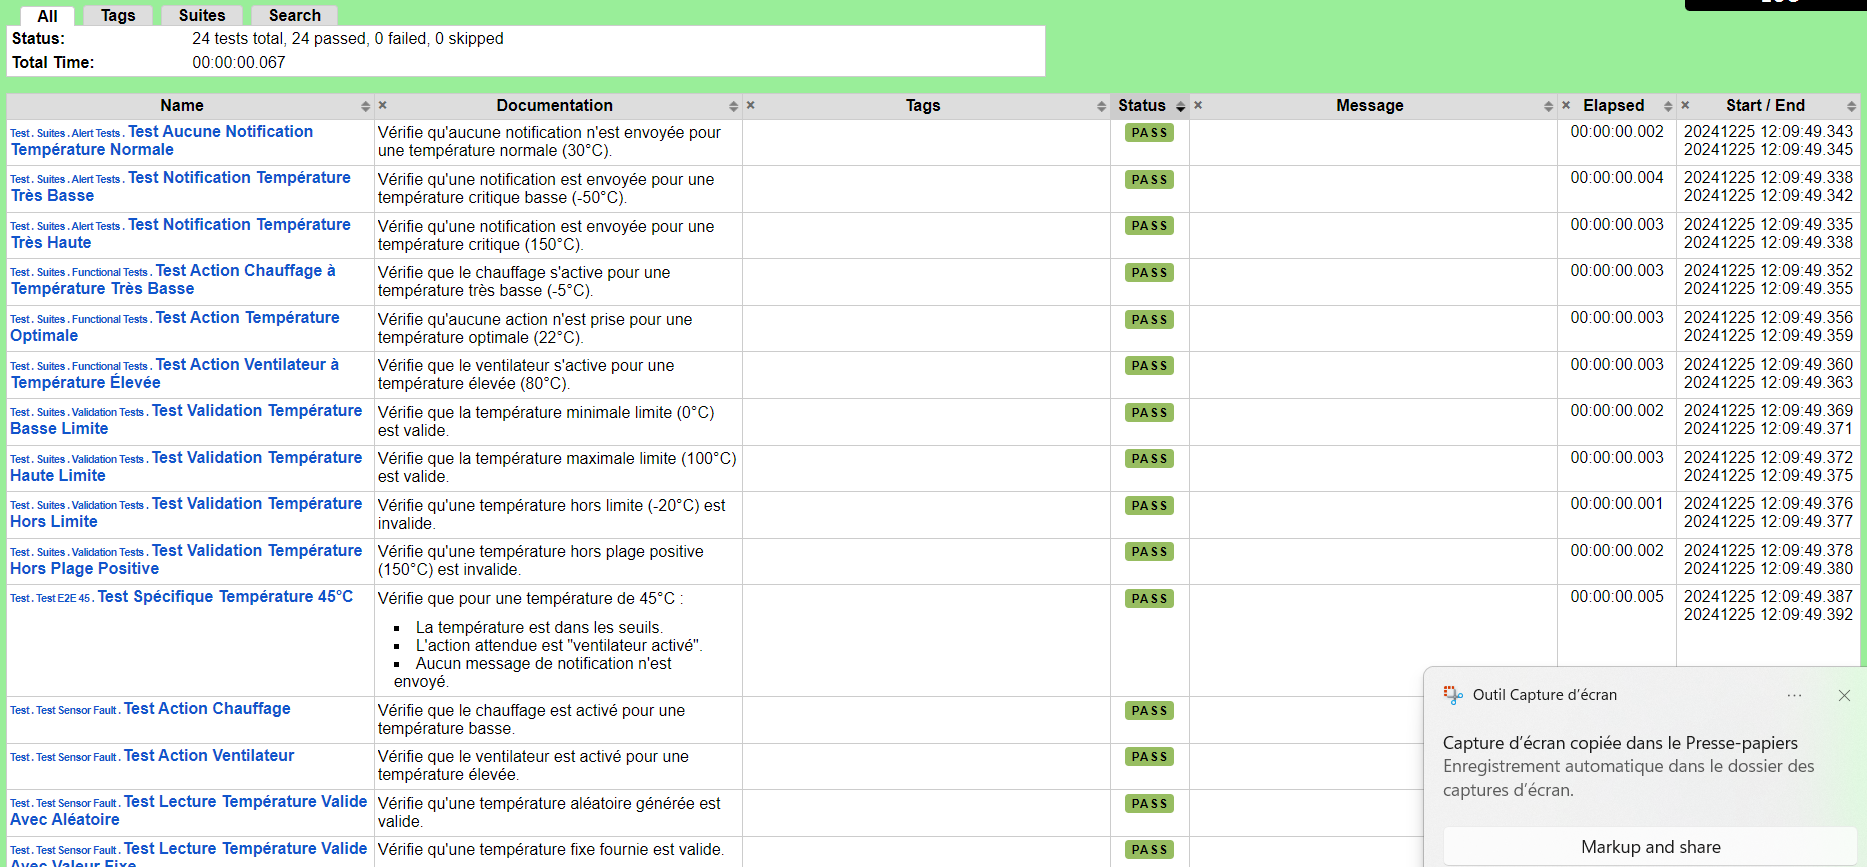 All Tags Suites Search
Status: 24 tests total, 24 passed, 0 failed, 0 skipped
Total Time: 00:00:00.067
Name × Documentation × Tags Status × Message × Elapsed × Start / End
Test . Suites . Alert Tests . Test Aucune Notification
Température Normale
Vérifie qu'aucune notification n'est envoyée pour
une température normale (30°C).
PASS
00:00:00.002
20241225 12:09:49.343
20241225 12:09:49.345
Test . Suites . Alert Tests . Test Notification Température
Très Basse
Vérifie qu'une notification est envoyée pour une
température critique basse (-50°C).
PASS
00:00:00.004
20241225 12:09:49.338
20241225 12:09:49.342
Test . Suites . Alert Tests . Test Notification Température
Très Haute
Vérifie qu'une notification est envoyée pour une
température critique (150°C).
PASS
00:00:00.003
20241225 12:09:49.335
20241225 12:09:49.338
Test . Suites . Functional Tests . Test Action Chauffage à
Température Très Basse
Vérifie que le chauffage s'active pour une
température très basse (-5°C).
PASS
00:00:00.003
20241225 12:09:49.352
20241225 12:09:49.355
Test . Suites . Functional Tests . Test Action Température
Optimale
Vérifie qu'aucune action n'est prise pour une
température optimale (22°C).
PASS
00:00:00.003
20241225 12:09:49.356
20241225 12:09:49.359
Test . Suites . Functional Tests . Test Action Ventilateur à
Température Élevée
Vérifie que le ventilateur s'active pour une
température élevée (80°C).
PASS
00:00:00.003
20241225 12:09:49.360
20241225 12:09:49.363
Test . Suites . Validation Tests . Test Validation Température
Basse Limite
Vérifie que la température minimale limite (0°C)
est valide.
PASS
00:00:00.002
20241225 12:09:49.369
20241225 12:09:49.371
Test . Suites . Validation Tests . Test Validation Température
Haute Limite
Vérifie que la température maximale limite (100°C)
est valide.
PASS
00:00:00.003
20241225 12:09:49.372
20241225 12:09:49.375
Test . Suites . Validation Tests . Test Validation Température
Hors Limite
Vérifie qu'une température hors limite (-20°C) est
invalide.
PASS
00:00:00.001
20241225 12:09:49.376
20241225 12:09:49.377
Test . Suites . Validation Tests . Test Validation Température
Hors Plage Positive
Vérifie qu'une température hors plage positive
(150°C) est invalide.
PASS
00:00:00.002
20241225 12:09:49.378
20241225 12:09:49.380
Test . Test E2E 45 . Test Spécifique Température 45°C
Vérifie que pour une température de 45°C :
▪ La température est dans les seuils.
▪ L'action attendue est "ventilateur activé".
▪ Aucun message de notification n'est
envoyé.
PASS
00:00:00.005
20241225 12:09:49.387
20241225 12:09:49.392
Test . Test Sensor Fault . Test Action Chauffage
Vérifie que le chauffage est activé pour une
température basse.
PASS
Test . Test Sensor Fault . Test Action Ventilateur
Vérifie que le ventilateur est activé pour une
température élevée.
PASS
Test . Test Sensor Fault . Test Lecture Température Valide
Avec Aléatoire
Vérifie qu'une température aléatoire générée est
valide.
PASS
Test . Test Sensor Fault . Test Lecture Température Valide
Avec Valeur Fixe
Vérifie qu'une température fixe fournie est valide.
PASS
Outil Capture d'écran
Capture d'écran copiée dans le Presse-papiers
Enregistrement automatique dans le dossier des
captures d'écran.
Markup and share